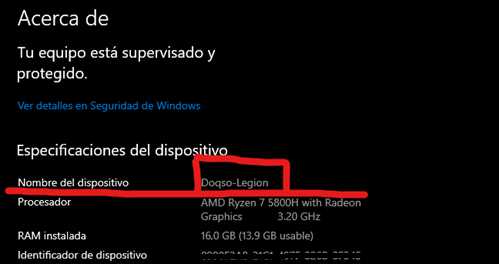 Acerca de
Tu equipo está supervisado y
protegido.
Ver detalles en Seguridad de Windows
Especificaciones del dispositivo
Nombre del dispositivo Doqso-Legion
Procesador AMD Ryzen 7 5800H with Radeon
Graphics 3.20 GHz
RAM instalada 16,0 GB (13,9 GB usable)
Identificador de dispositivo